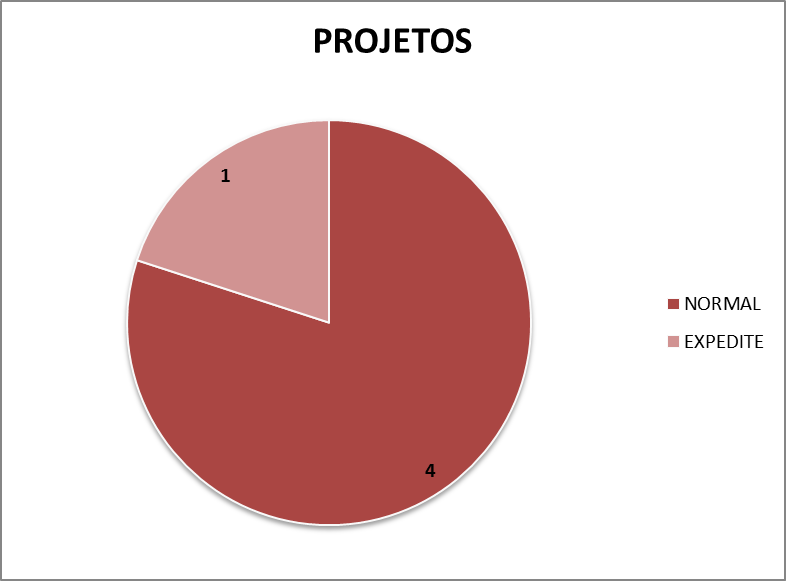 PROJETOS
1
4
NORMAL
EXPEDITE